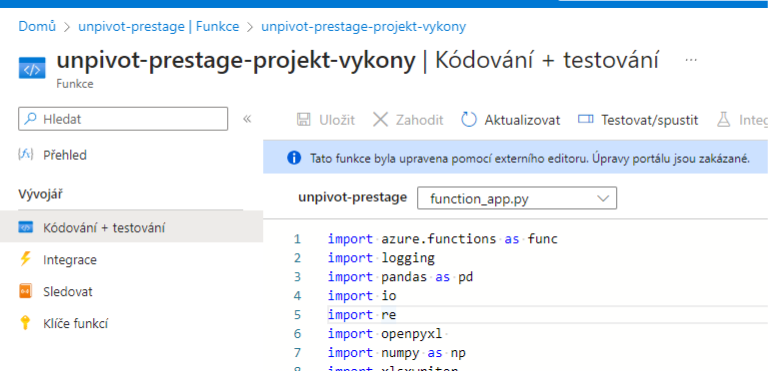 Domů > unpivot-prestage | Funkce > unpivot-prestage-projekt-vykony
unpivot-prestage-projekt-vykony | Kódování + testování ...
Funkce
Hledat «
Uložit Zahodit Aktualizovat Testovat/spustit Integ
Přehled
Tato funkce byla upravena pomocí externího editoru. Úpravy portálu jsou zakázané.
Vývojář
unpivot-prestage function_app.py
Kódování + testování
Integrace
Sledovat
Klíče funkcí
1 import azure.functions as func
2 import logging
3 import pandas as pd
4 import io
5 import re
6 import openpyxl
7 import numpy as np
8 import xlsxwriter